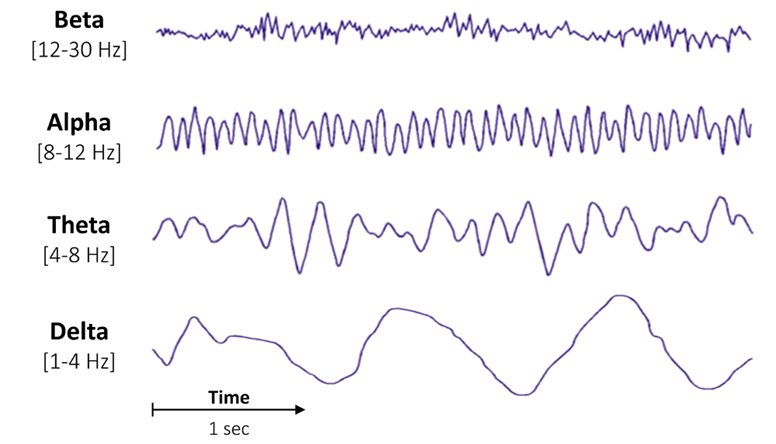 Beta
[12-30 Hz]
Alpha
[8-12 Hz]
Theta
[4-8 Hz]
Delta
[1-4 Hz]
Time
1 sec